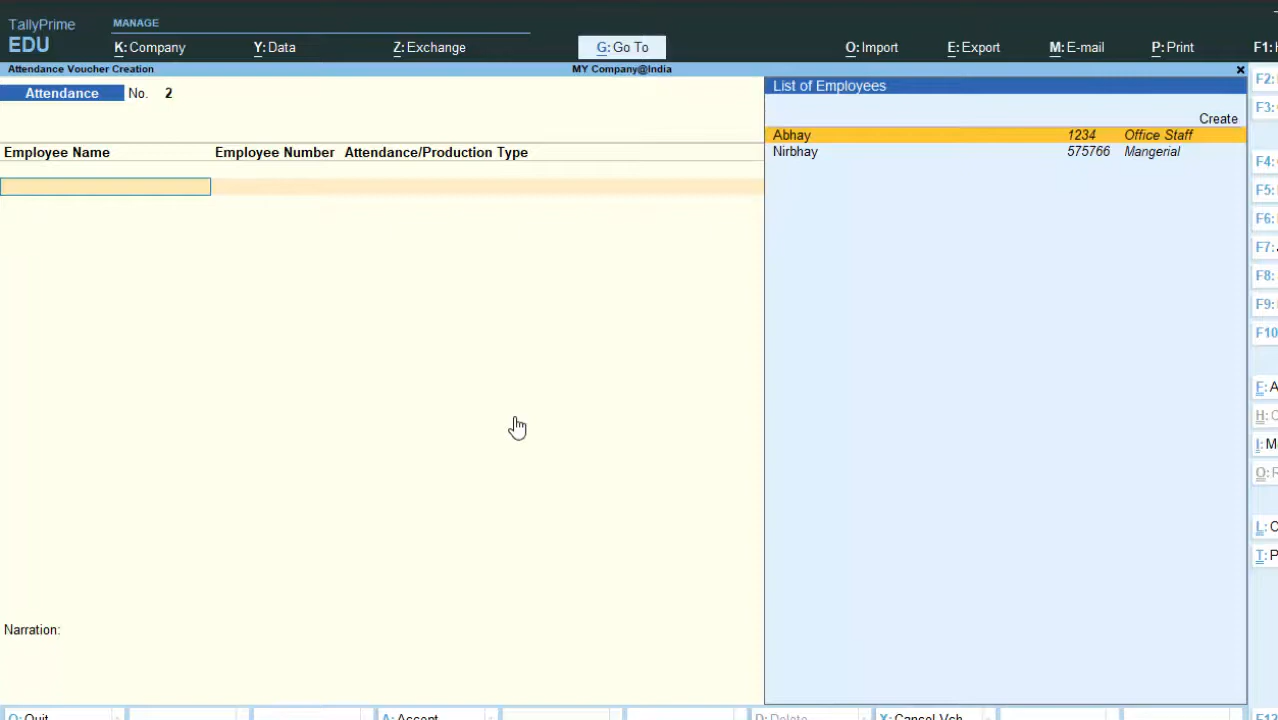 TallyPrime
MANAGE
EDU
K: Company
Y: Data
Z: Exchange
G: Go To
O: Import
E: Export
M: E-mail
P: Print
F1:
Attendance Voucher Creation
MY Company@India
×
Attendance No. 2
Employee Name Employee Number Attendance/Production Type
Narration:
List of Employees
Create
Abhay 1234 Office Staff
Nirbhay 575766 Mangerial
F2:
F3:
F4:
F5:
F6:
F7:
F8:
F9:
F10
F: A
H: C
I: M
O: R
L: O
T: P
Q: Quit
A: Accept
D: Delete
X: Cancel Vch
F12